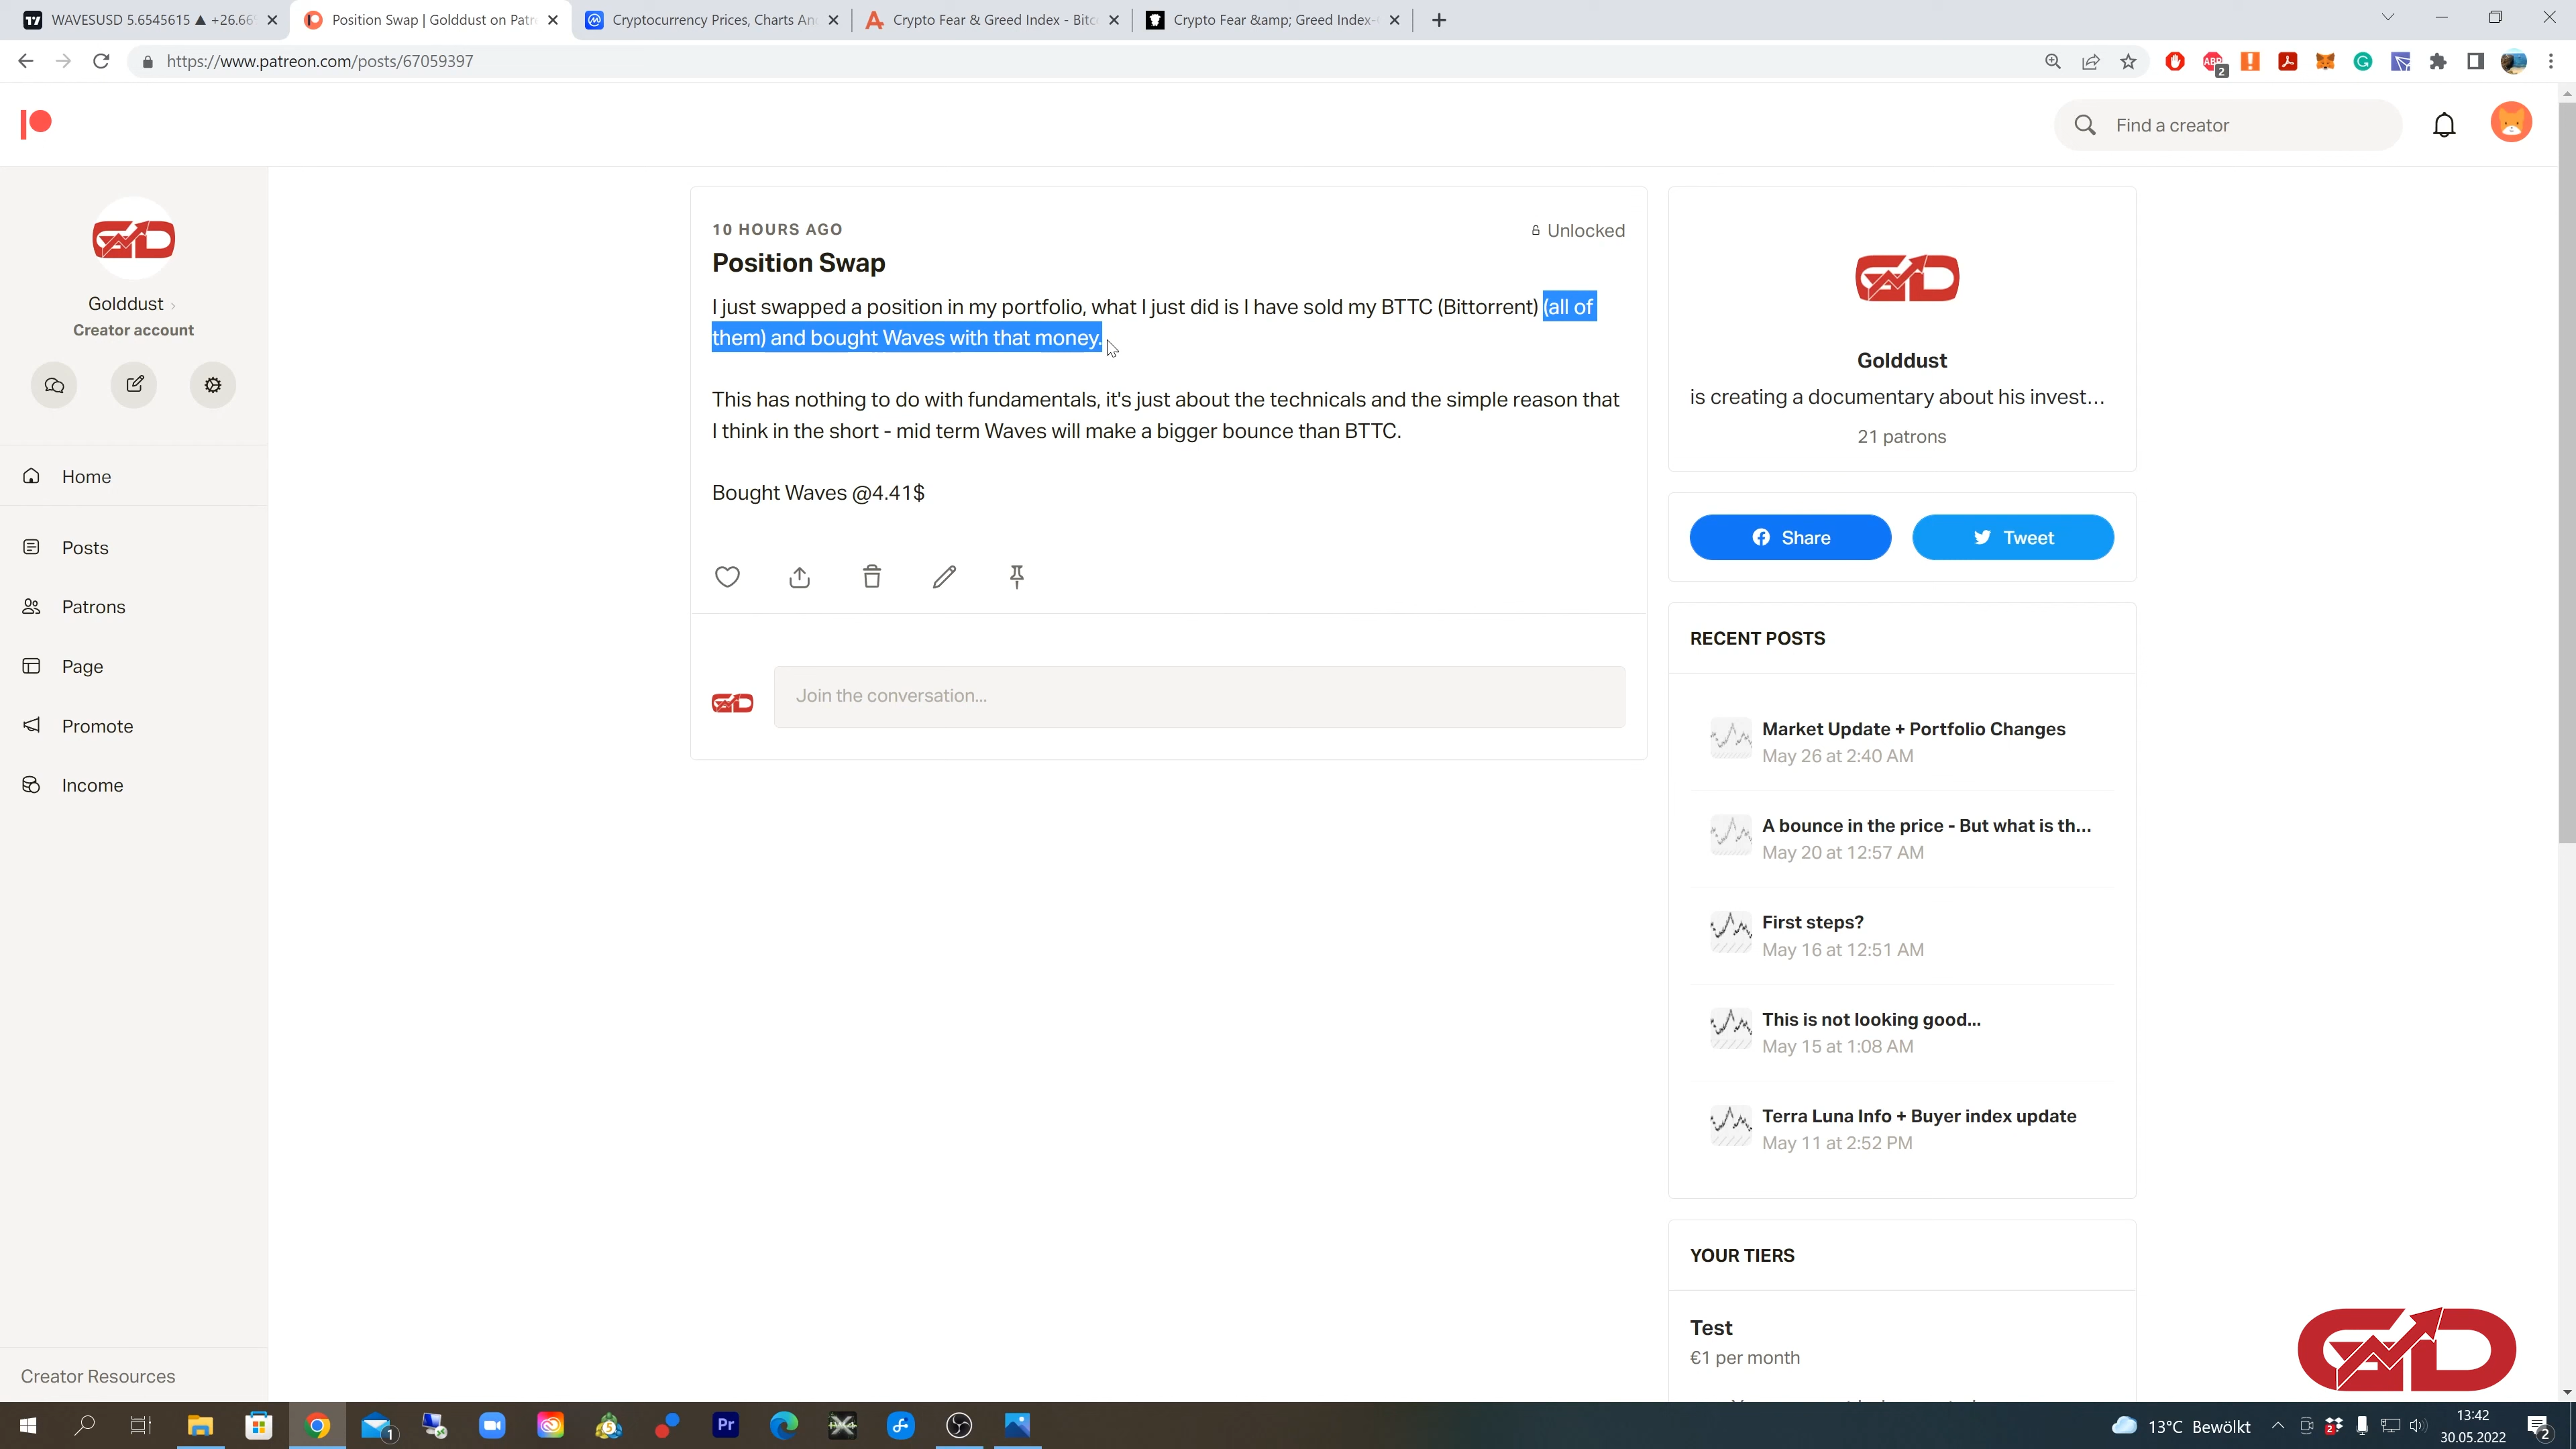 WAVESUSD 5.6545615 ▲ +26.66
Position Swap | Golddust on Patr
Cryptocurrency Prices, Charts An
Crypto Fear & Greed Index - Bitc
Crypto Fear &amp; Greed Index-
https://www.patreon.com/posts/67059397
ABP
2
Find a creator
Golddust
Creator account
Home
Posts
Patrons
Page
Promote
Income
Creator Resources
10 HOURS AGO
Unlocked
Position Swap
I just swapped a position in my portfolio, what I just did is I have sold my BTTC (Bittorrent) (all of
them) and bought Waves with that money.
This has nothing to do with fundamentals, it's just about the technicals and the simple reason that
I think in the short - mid term Waves will make a bigger bounce than BTTC.
Bought Waves @4.41$
Join the conversation...
Golddust
is creating a documentary about his invest...
21 patrons
Share
Tweet
RECENT POSTS
Market Update + Portfolio Changes
May 26 at 2:40 AM
A bounce in the price - But what is th...
May 20 at 12:57 AM
First steps?
May 16 at 12:51 AM
This is not looking good...
May 15 at 1:08 AM
Terra Luna Info + Buyer index update
May 11 at 2:52 PM
YOUR TIERS
Test
€1 per month
GD
1
Pr
13°C Bewölkt
13:42
30.05.2022
2